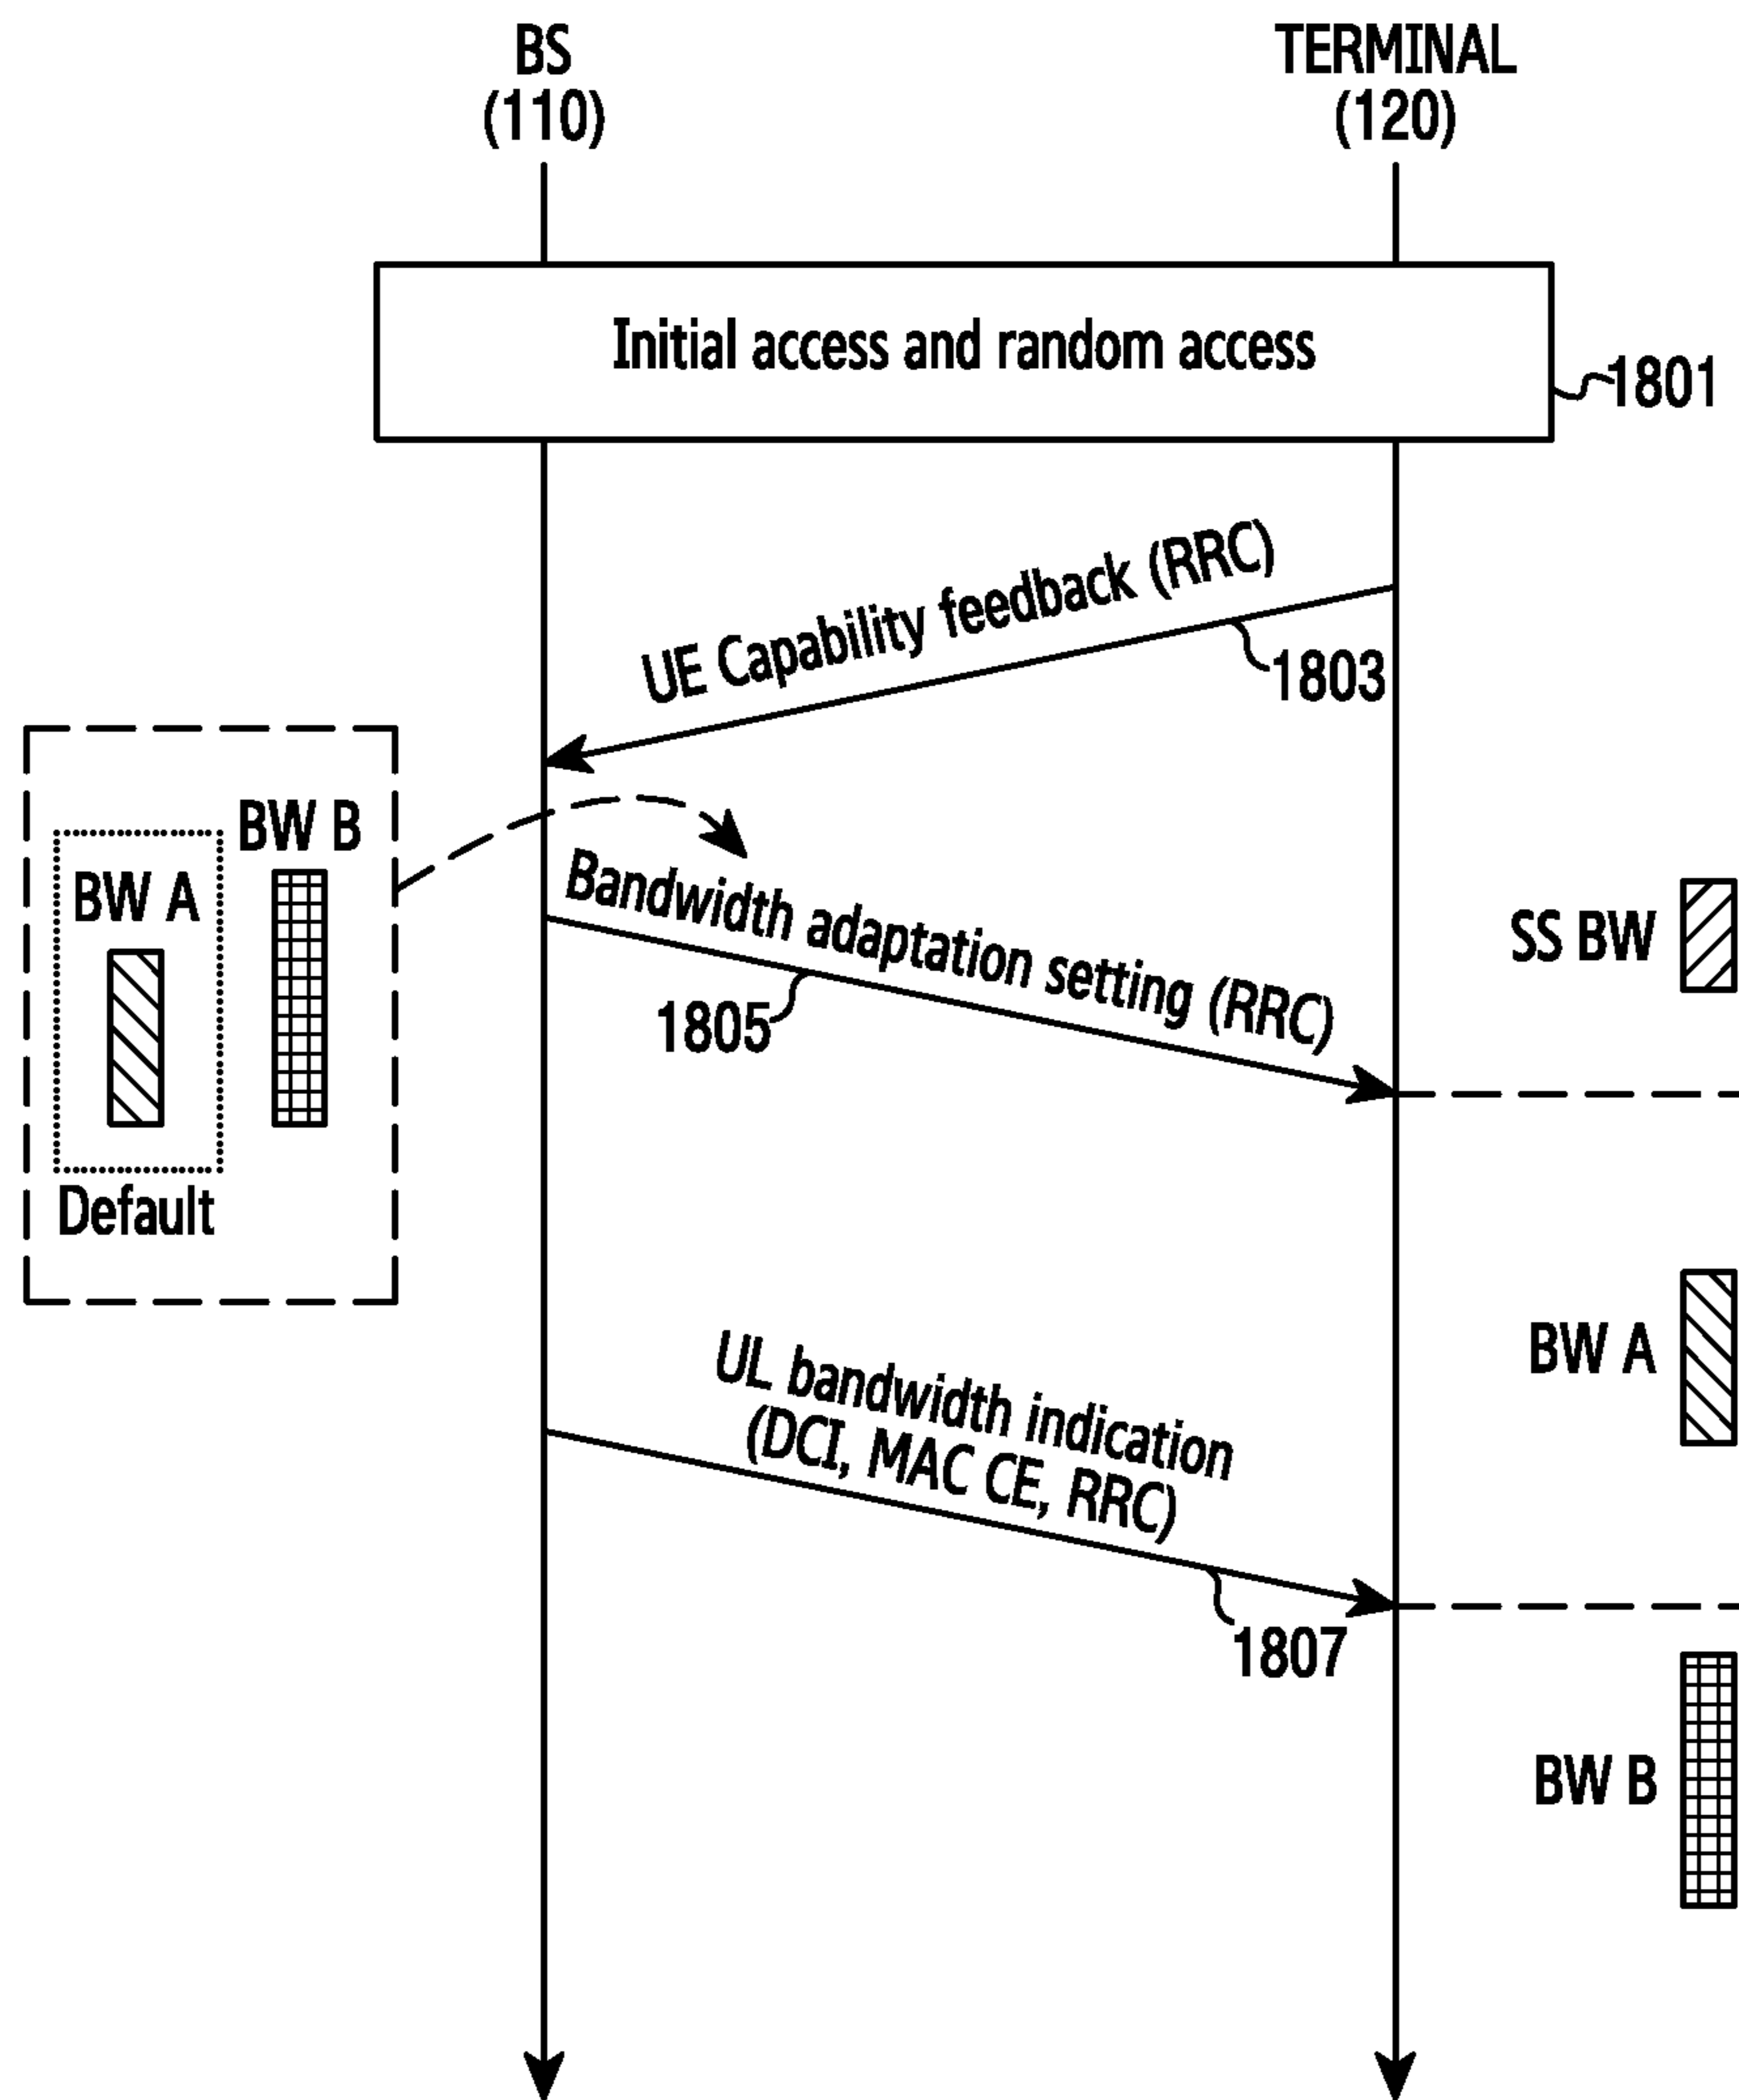 BS
(110)
TERMINAL
(120)
Initial access and random access
1801
UE Capability feedback (RRC)
1803
BW A
BW B
Default
Bandwidth adaptation setting (RRC)
1805
SS BW
BW A
UL bandwidth indication
(DCI, MAC CE, RRC)
1807
BW B